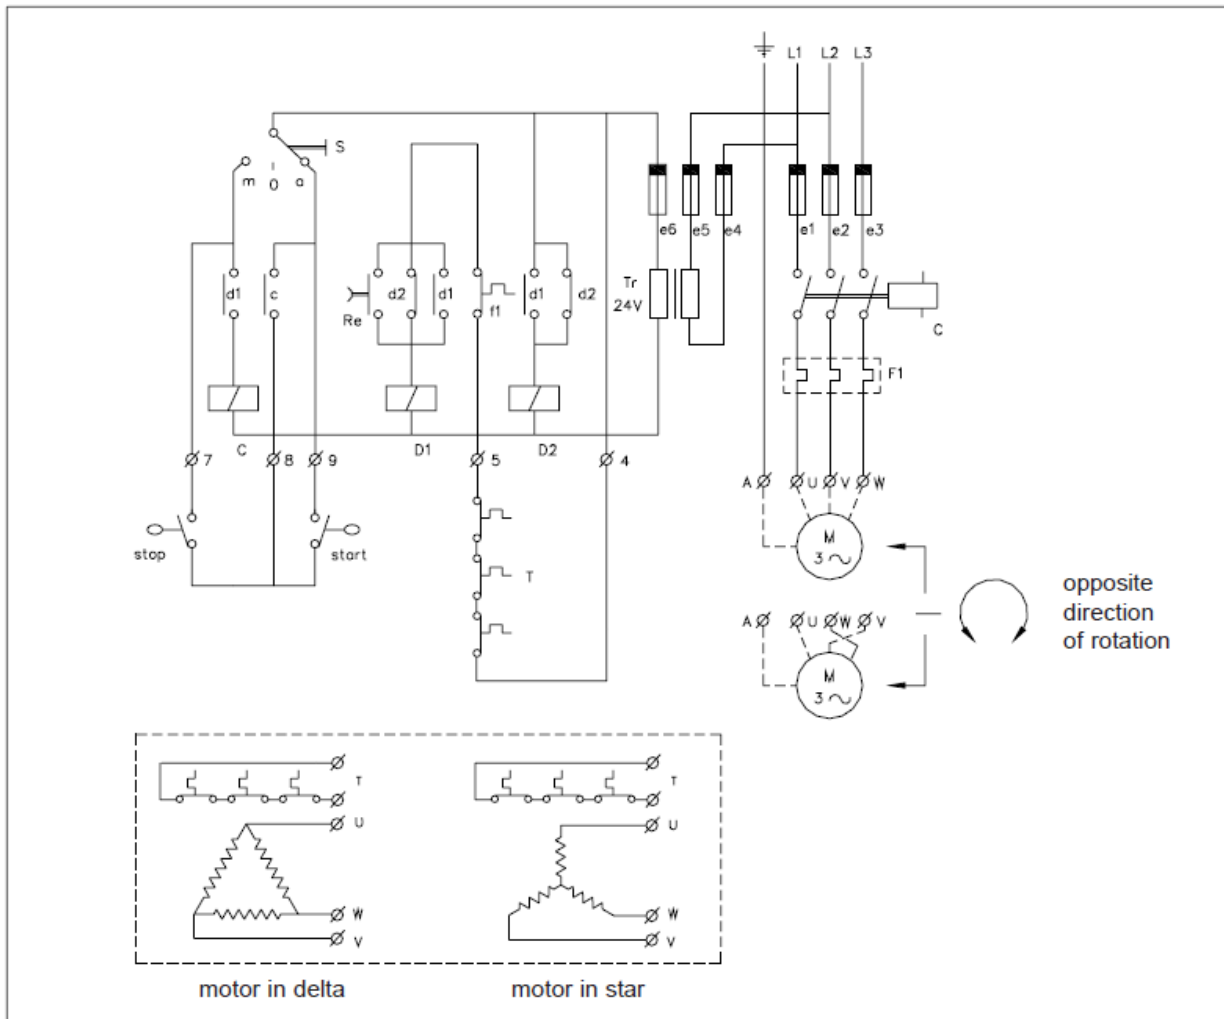 L1 L2 L3
S
m 0 a
e6 e5 e4 e1 e2 e3
d1 c d2 d1 d1 d2
Re f1
Tr
24V
C
F1
C D1 D2
7 8 9 5 4
A U V W
stop start
T
M
3
opposite
direction
of rotation
A U W V
M
3
T T
U U
W W
V V
motor in delta motor in star